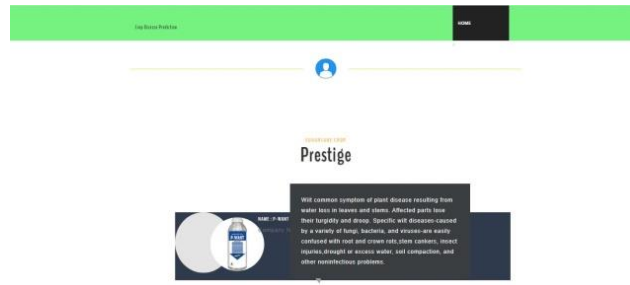 Crop Disease Prediction
HOME
Prestige
Wilt common symptom of plant disease resulting from
water loss in leaves and stems. Affected parts lose
their turgidity and droop. Specific wilt diseases-caused
by a variety of fungi, bacteria, and viruses-are easily
confused with root and crown rots,stem cankers, insect
injuries,drought or excess water, soil compaction, and
other noninfectious problems.
NAME : P-MART
P-MART